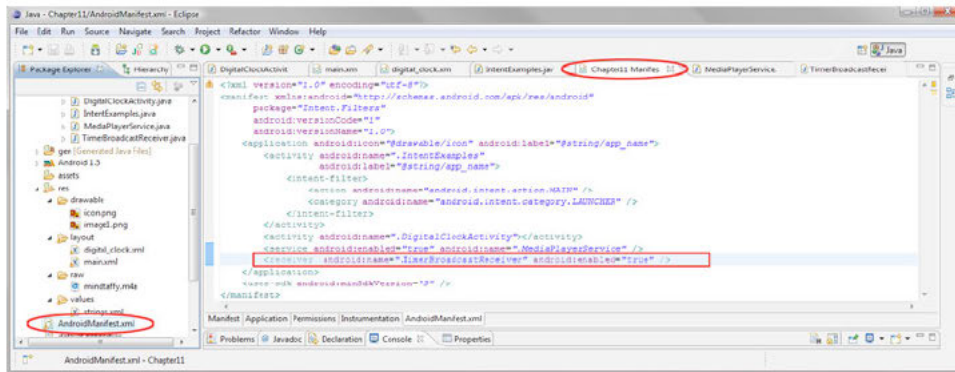 Java - Chapter11/AndroidManifest.xml - Eclipse
File Edit Run Source Navigate Search Project Refactor Window Help
Java
Package Explorer Hierarchy
DigitalClockActivit main.xm digital_clock.xm IntentExamples.jav Chapter11 Manifes MediaPlayerService. TimerBroadcastRecei
DigitalClockActivity.java
IntentExamples.java
MediaPlayerService.java
TimerBroadcastReceiver.java
gen [Generated Java Files]
Android 1.5
assets
res
drawable
icon.png
image1.png
layout
digital_clock.xml
main.xml
raw
mindtaffy.m4a
values
strings.xml
AndroidManifest.xml
<?xml version="1.0" encoding="utf-8"?>
<manifest xmlns:android="http://schemas.android.com/apk/res/android"
package="Intent.Filters"
android:versionCode="1"
android:versionName="1.0">
<application android:icon="@drawable/icon" android:label="@string/app_name">
<activity android:name=".IntentExamples"
android:label="@string/app_name">
<intent-filter>
<action android:name="android.intent.action.MAIN" />
<category android:name="android.intent.category.LAUNCHER" />
</intent-filter>
</activity>
<activity android:name=".DigitalClockActivity"></activity>
<service android:enabled="true" android:name=".MediaPlayerService" />
<receiver android:name=".TimerBroadcastReceiver" android:enabled="true" />
</application>
<uses-sdk android:minSdkVersion="3" />
</manifest>
Manifest Application Permissions Instrumentation AndroidManifest.xml
Problems Javadoc Declaration Console Properties
AndroidManifest.xml - Chapter11